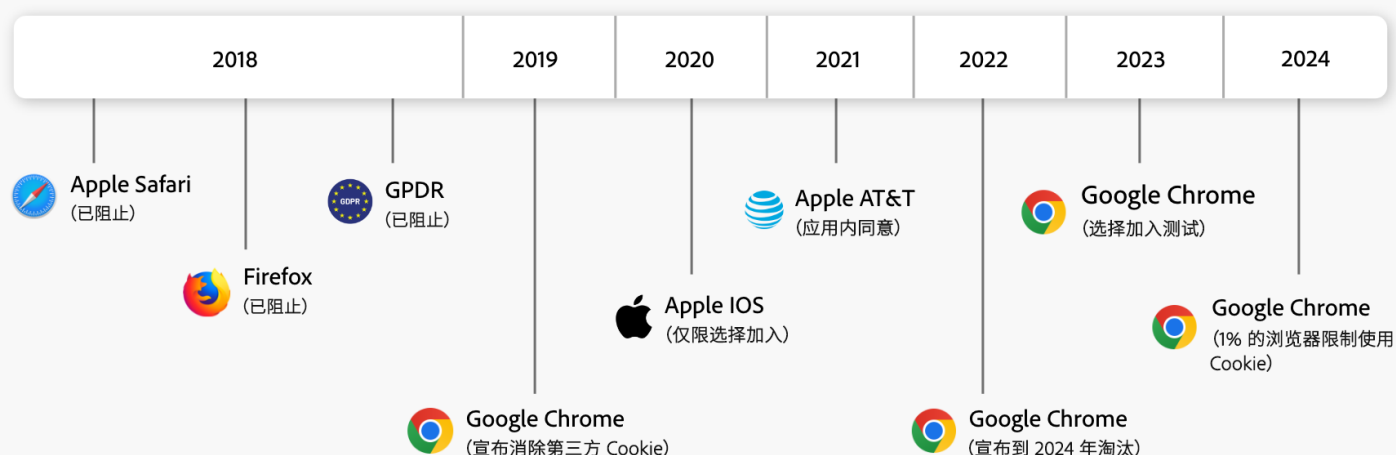 2018
2019
2020
2021
2022
2023
2024
Apple Safari
(已阻止)
Firefox
(已阻止)
GDPR
GPDR
(已阻止)
Google Chrome
(宣布消除第三方 Cookie)
Apple IOS
(仅限选择加入)
Apple AT&T
(应用内同意)
Google Chrome
(宣布到 2024 年淘汰)
Google Chrome
(选择加入测试)
Google Chrome
(1% 的浏览器限制使用
Cookie)